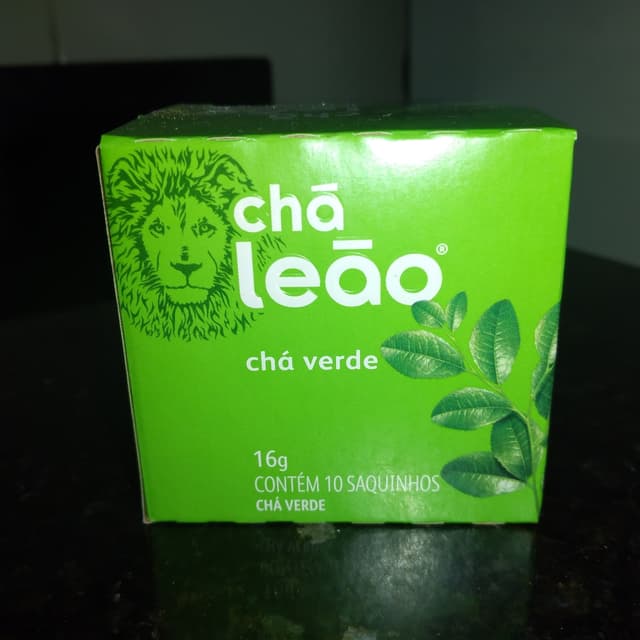 chá
leão®
chá verde
16g
CONTÉM 10 SAQUINHOS
CHÁ VERDE